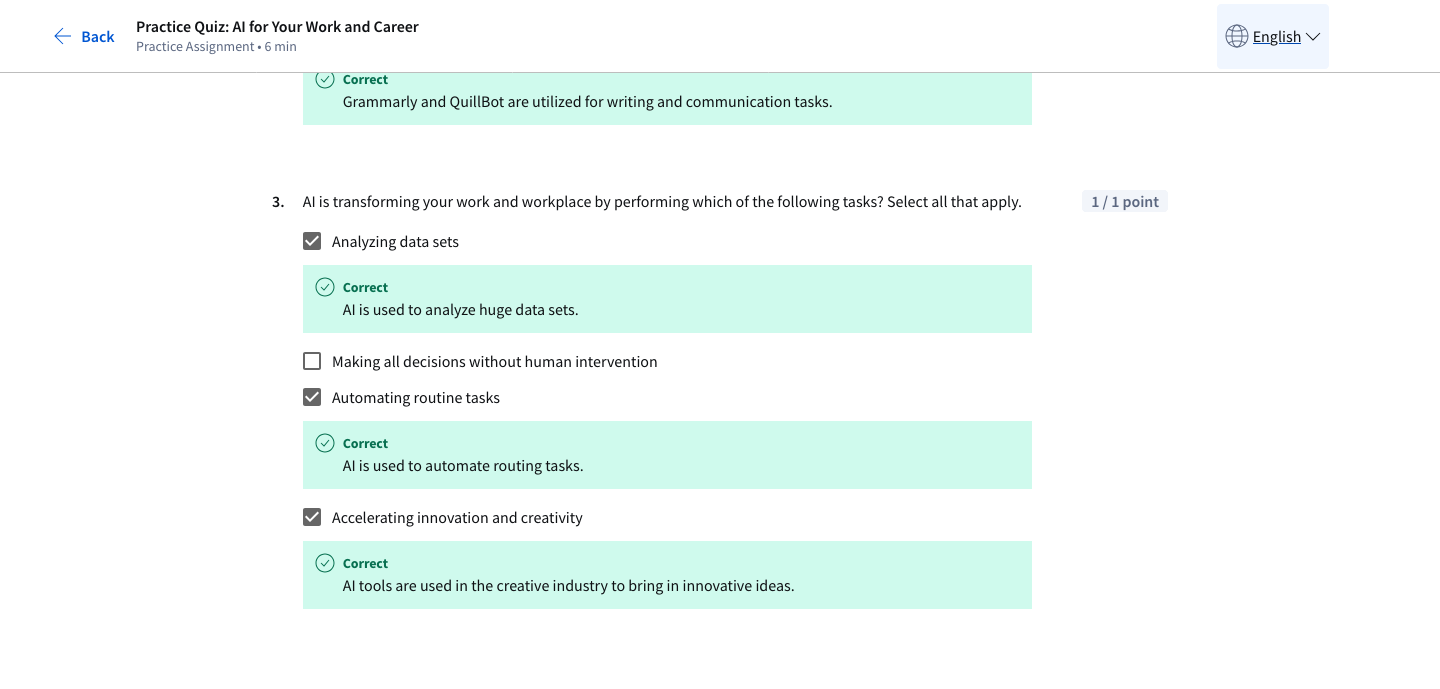 Back
Practice Quiz: AI for Your Work and Career
Practice Assignment • 6 min
English
Correct
Grammarly and QuillBot are utilized for writing and communication tasks.
3. AI is transforming your work and workplace by performing which of the following tasks? Select all that apply.
1 / 1 point
Analyzing data sets
Correct
AI is used to analyze huge data sets.
Making all decisions without human intervention
Automating routine tasks
Correct
AI is used to automate routing tasks.
Accelerating innovation and creativity
Correct
AI tools are used in the creative industry to bring in innovative ideas.